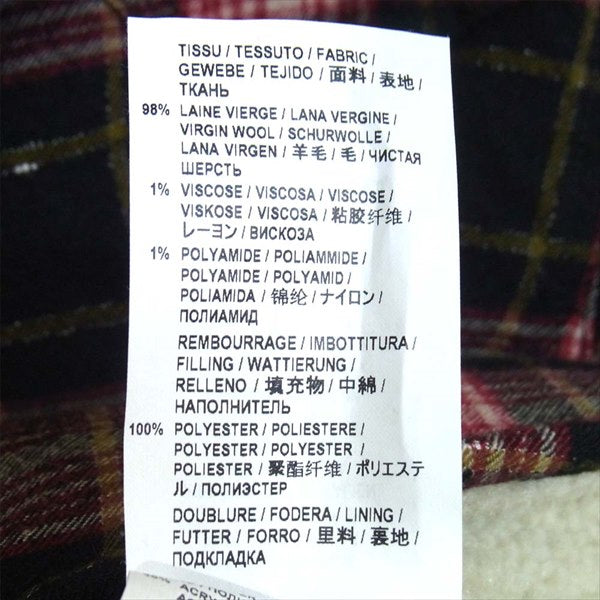 TISSU / TESSUTO / FABRIC /
GEWEBE / TEJIDO / 面料 / 表地 /
ТКАНЬ
98% LAINE VIERGE / LANA VERGINE /
VIRGIN WOOL / SCHURWOLLE /
LANA VIRGEN / 羊毛 / 毛 / ЧИСТАЯ
ШЕРСТЬ
1% VISCOSE / VISCOSA / VISCOSE /
VISKOSE / VISCOSA / 粘胶纤维 /
レーヨン / ВИСКОЗА
1% POLYAMIDE / POLIAMMIDE /
POLYAMIDE / POLYAMID /
POLIAMIDA / 锦纶 / ナイロン /
ПОЛИАМИД
REMBOURRAGE / IMBOTTITURA /
FILLING / WATTIERUNG /
RELLENO / 填充物 / 中綿 /
НАПОЛНИТЕЛЬ
100% POLYESTER / POLIESTERE /
POLYESTER / POLYESTER /
POLIESTER / 聚酯纤维 / ポリエステ
ル / ПОЛИЭСТЕР
DOUBLURE / FODERA / LINING /
FUTTER / FORRO / 里料 / 裏地 /
ПОДКЛАДКА